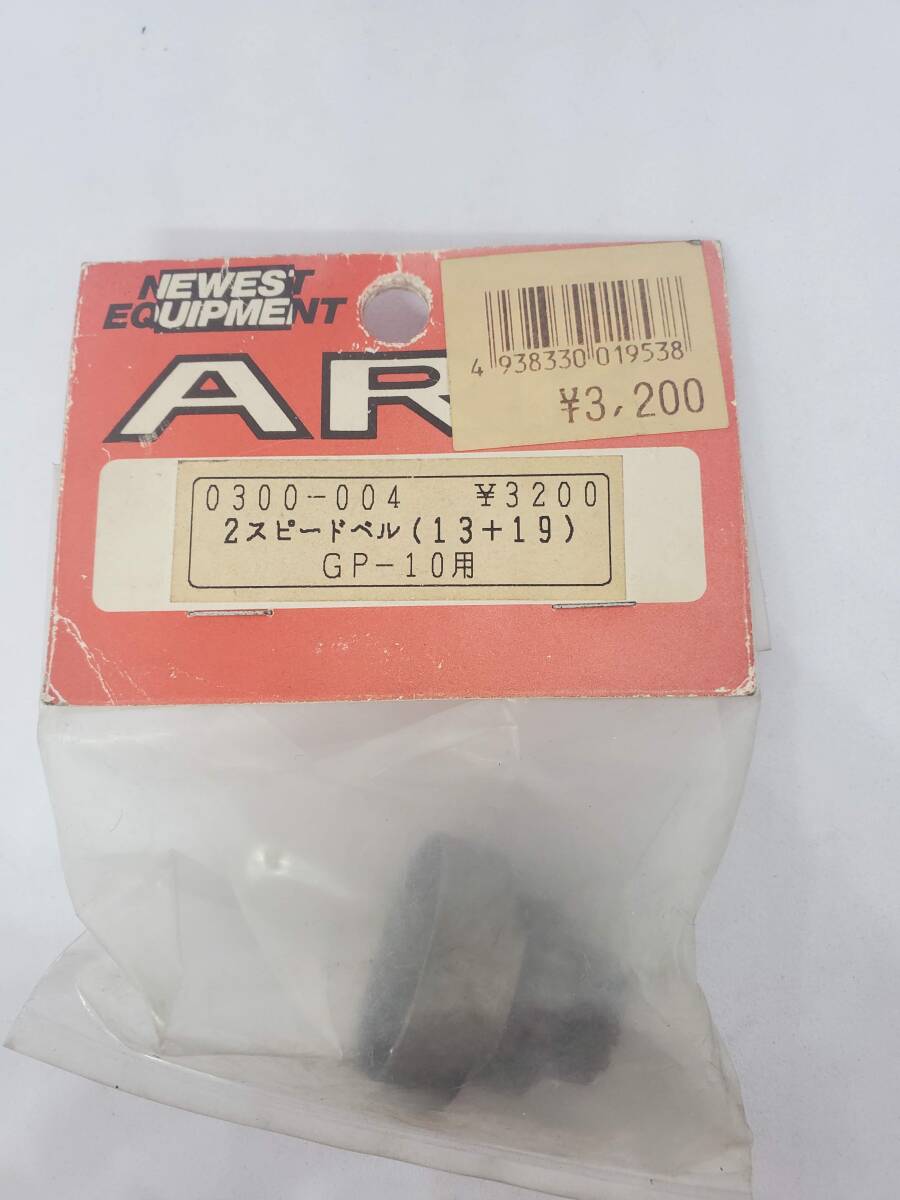 NEWEST
EQUIPMENT
AR
4 938330 019538
¥3,200
0300-004 ¥3200
2スピードベル(13+19)
GP-10用